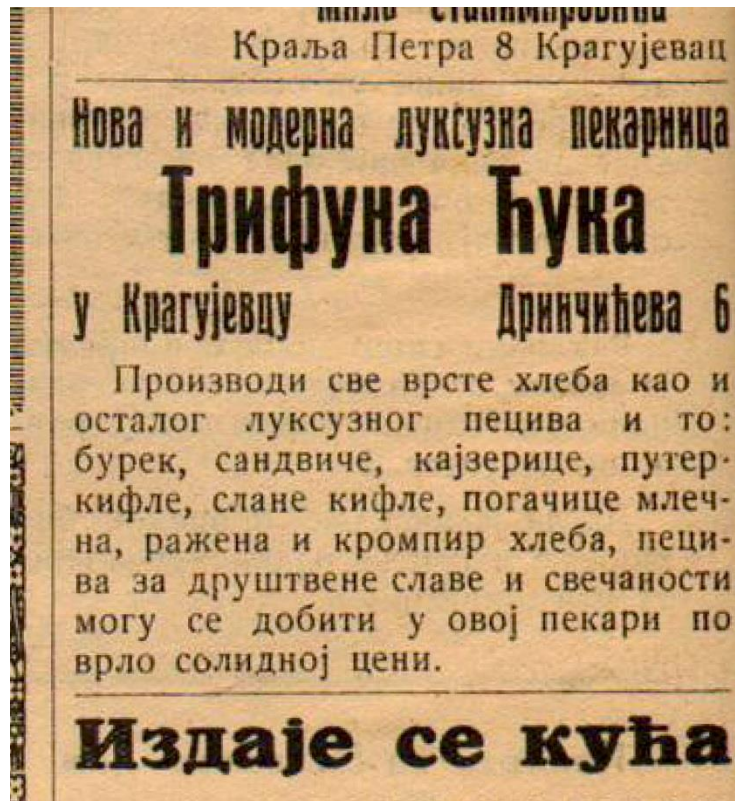 Краља Петра 8 Крагујевац
Нова и модерна луксузна пекарница
Трифуна Ћука
у Крагујевцу Дринчићева 6
Производи све врсте хлеба као и
осталог луксузног пецива и то:
бурек, сандвиче, кајзерице, путер-
кифле, слане кифле, погачице млеч-
на, ражена и кромпир хлеба, пеци-
ва за друштвене славе и свечаности
могу се добити у овој пекари по
врло солидној цени.
Издаје се кућа